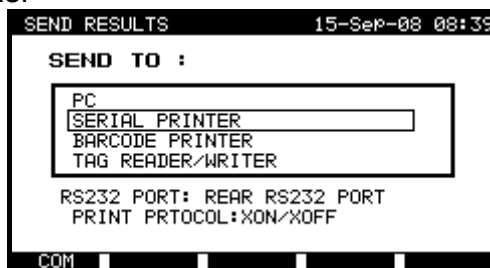 SEND RESULTS 15-Sep-08 08:39
SEND TO :
PC
SERIAL PRINTER
BARCODE PRINTER
TAG READER/WRITER
RS232 PORT: REAR RS232 PORT
PRINT PRTOCOL:XON/XOFF
COM